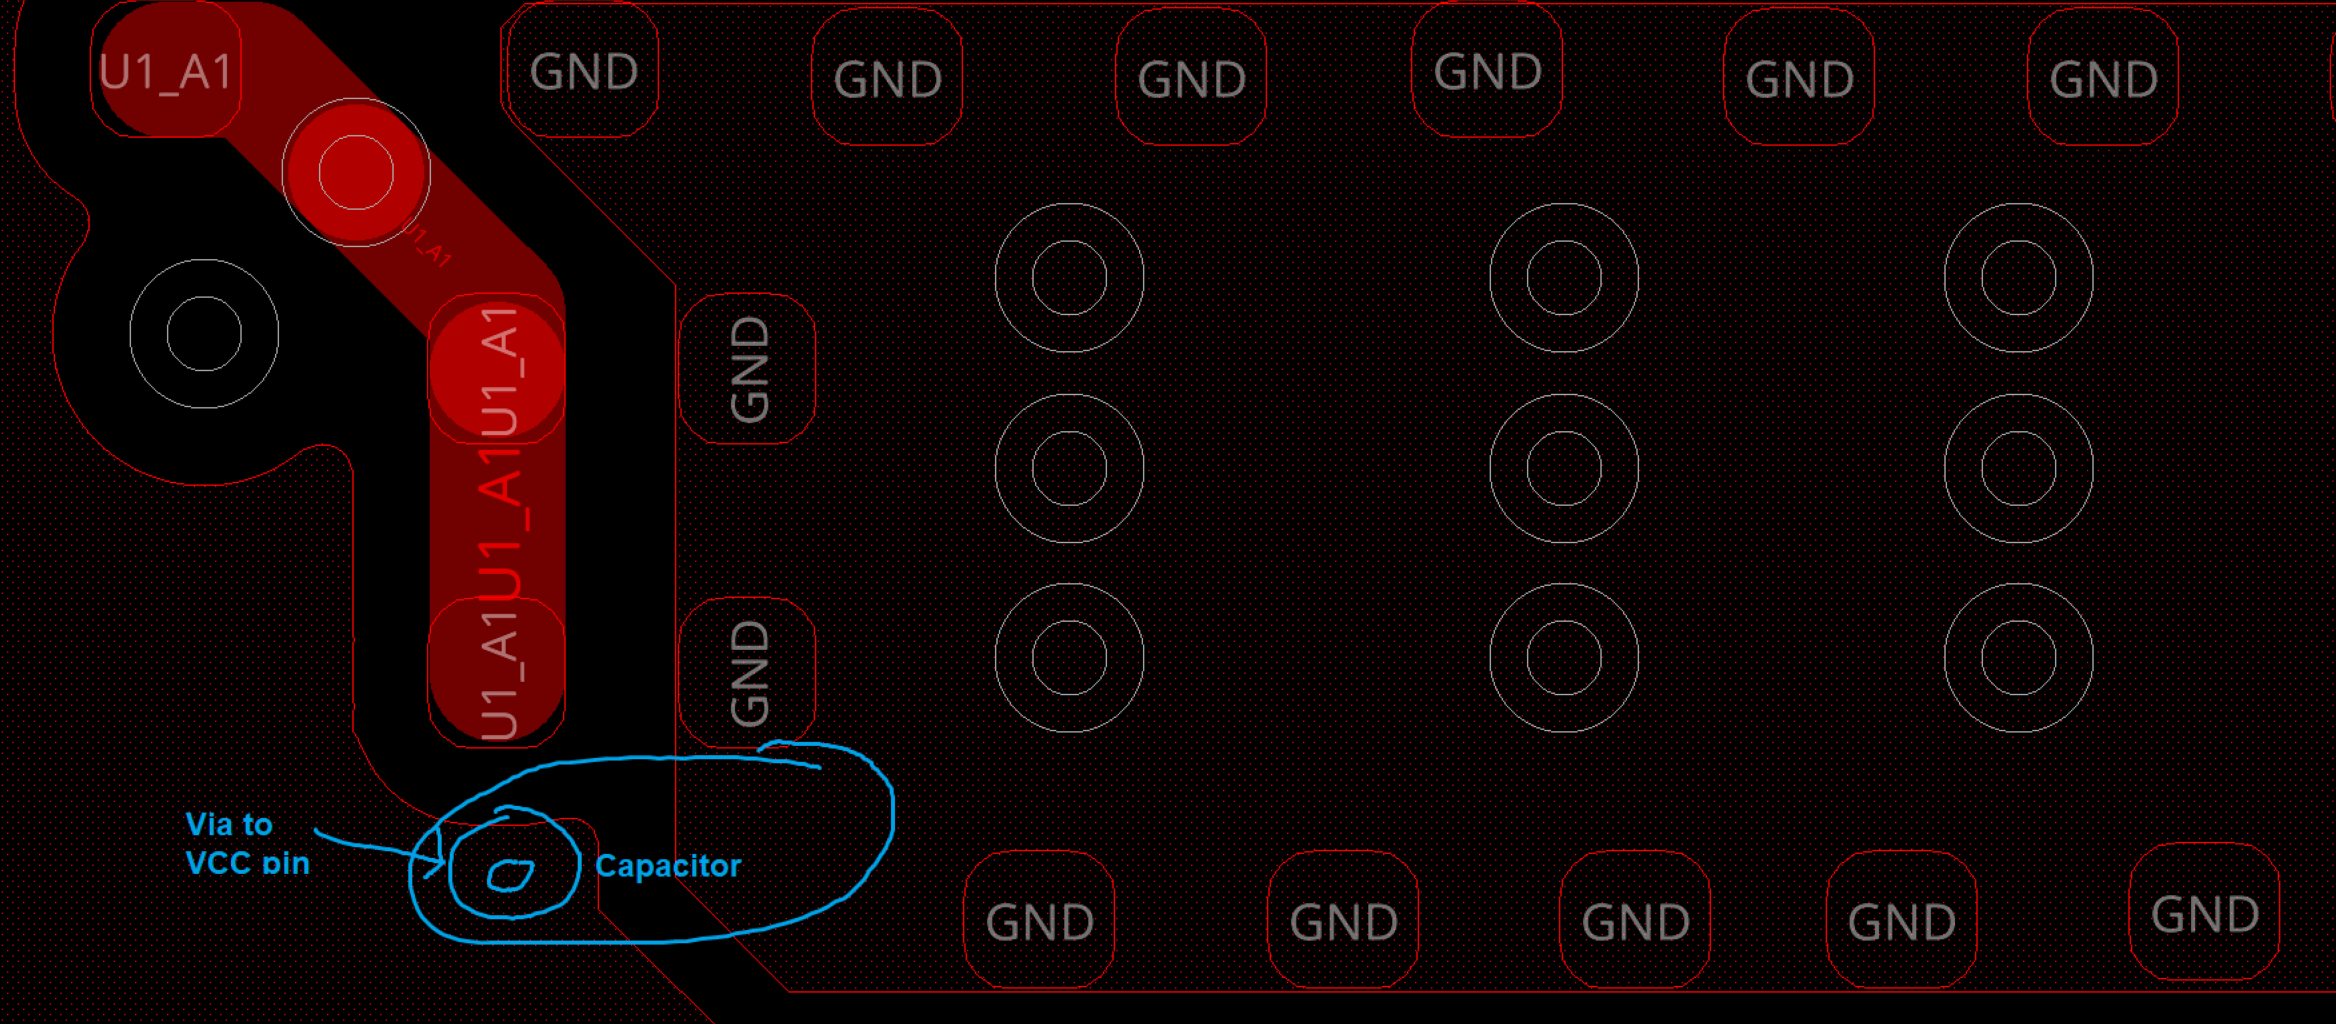 U1_A1
GND
GND
GND
GND
GND
GND
U1_A1
U1_A1
GND
U1_A1
U1_A1
GND
Via to
VCC pin
Capacitor
GND
GND
GND
GND
GND